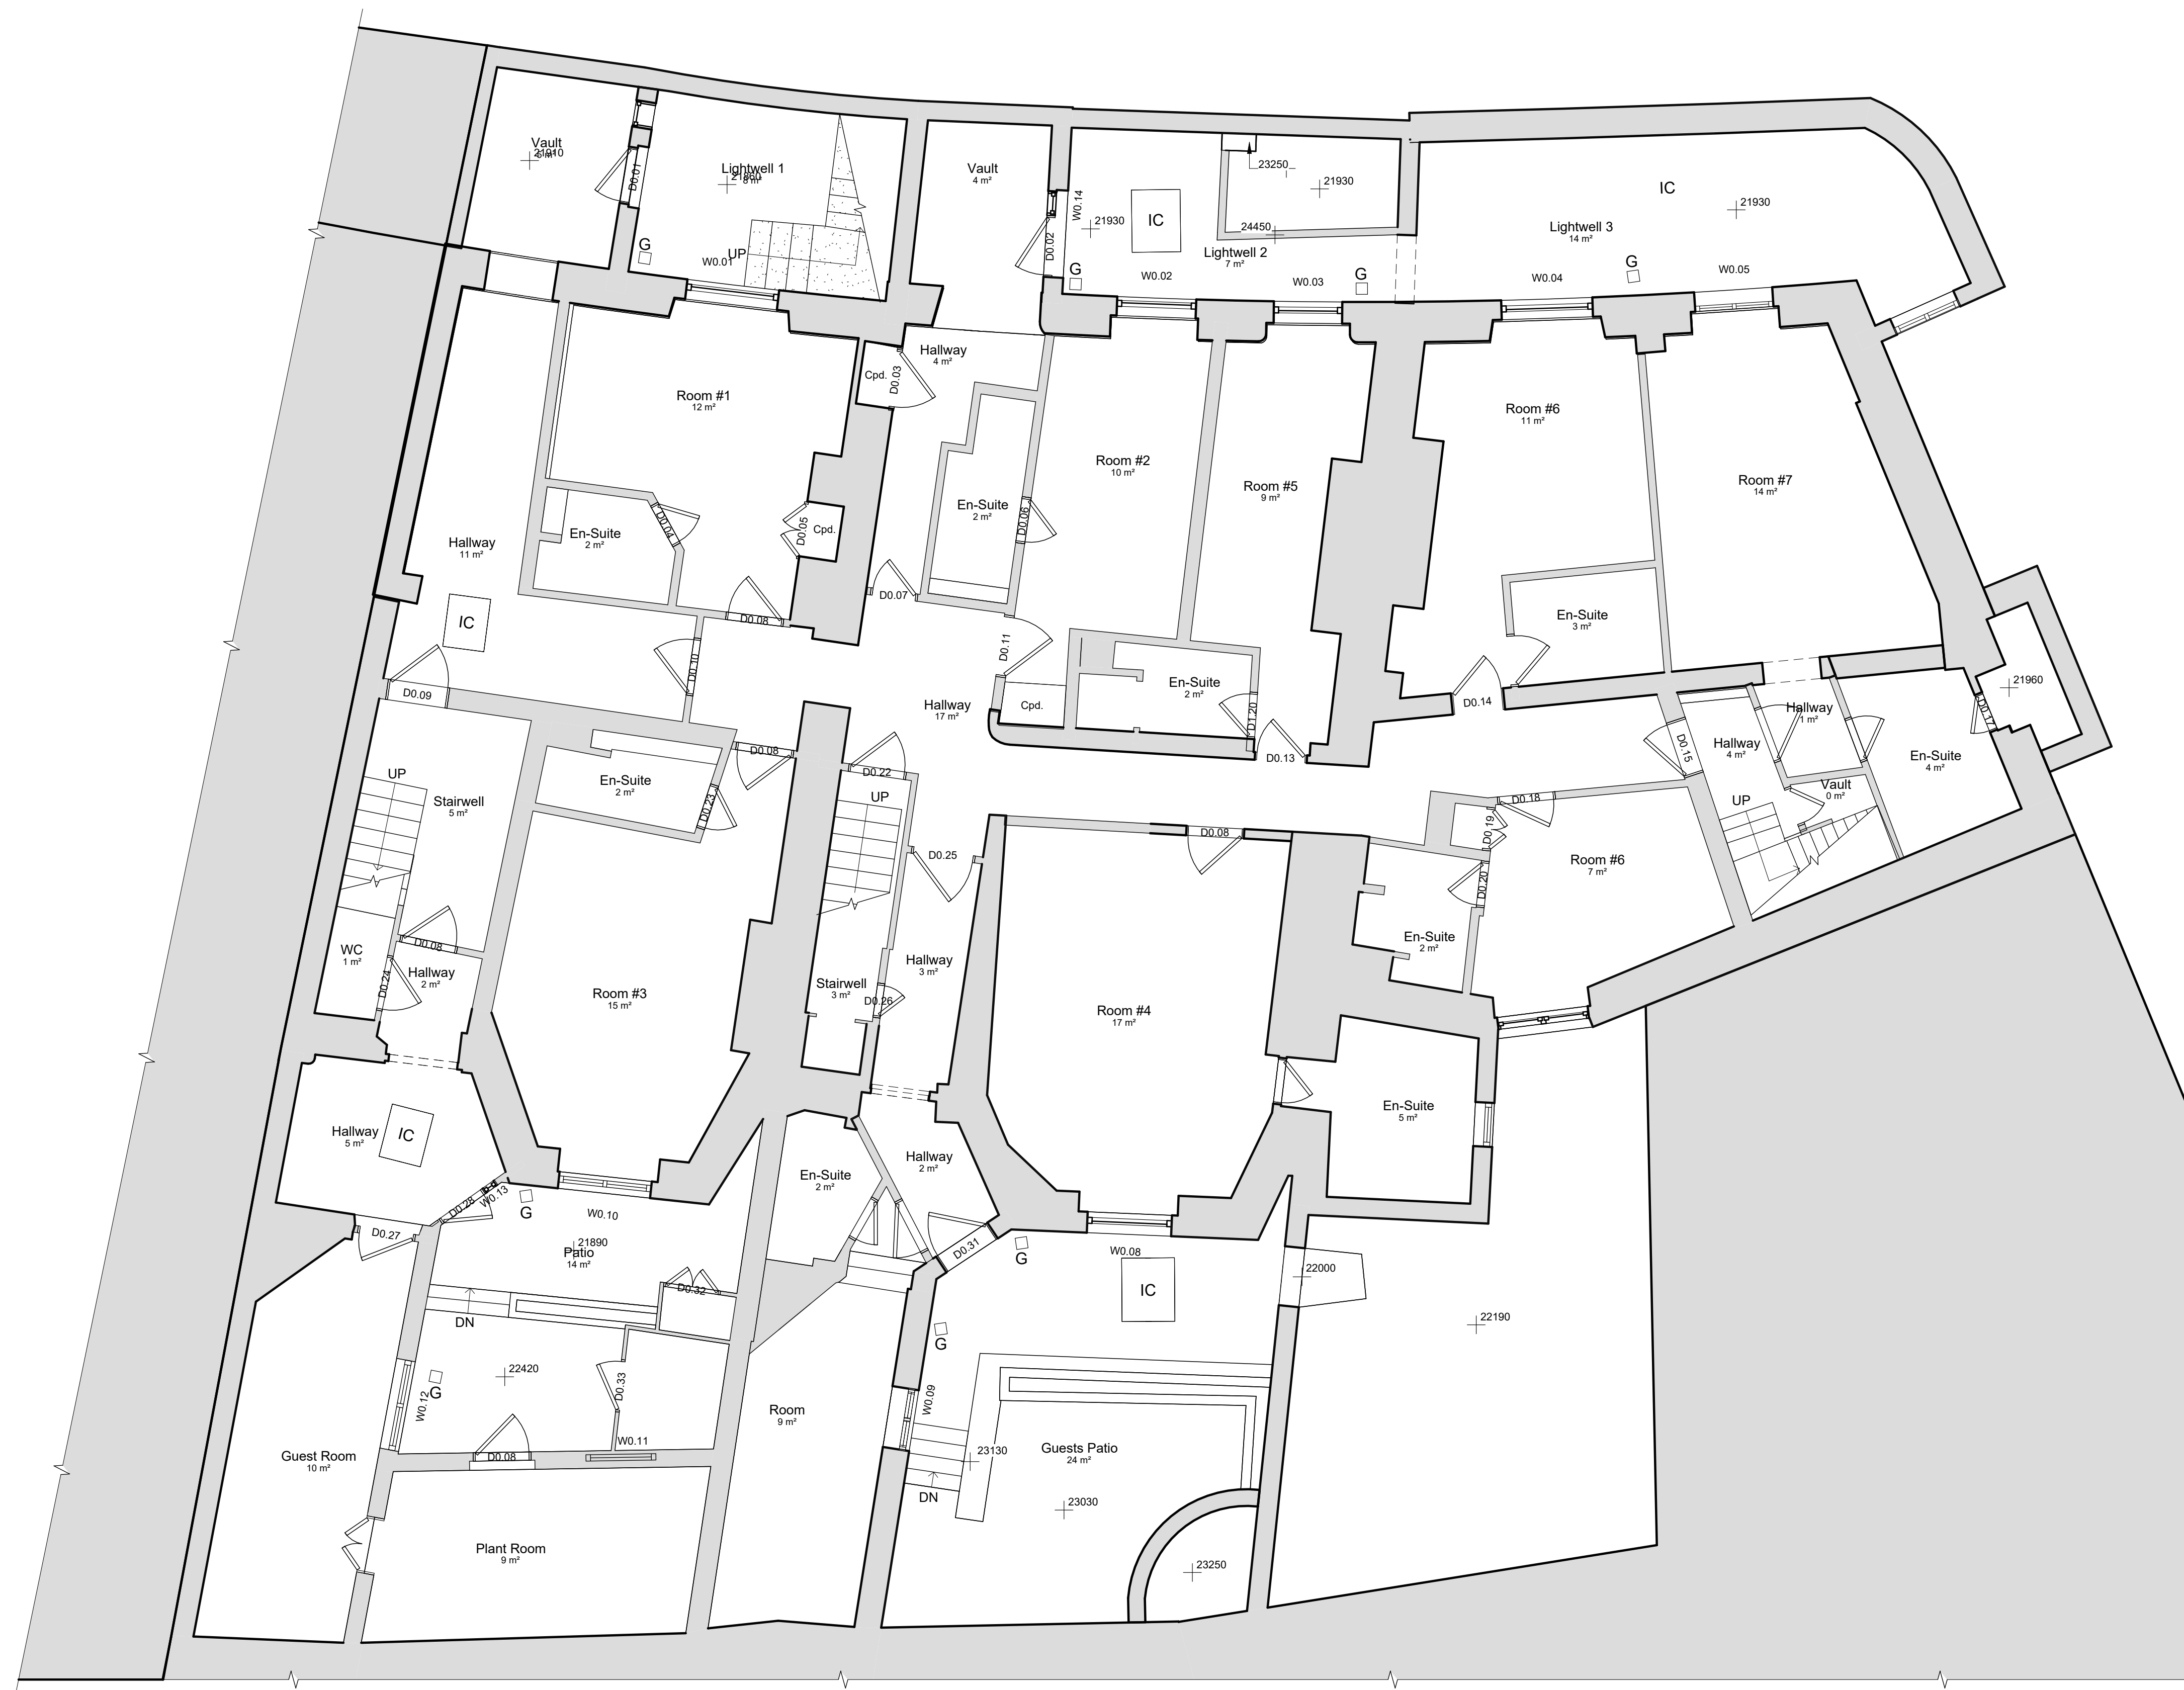 Vault
21910
D0.01
Lightwell 1
8 m²
UP
G
W0.01
Vault
4 m²
W0.14
D0.02
21930
IC
G
23250
21930
24450
Lightwell 2
7 m²
W0.02
W0.03
G
IC
21930
Lightwell 3
14 m²
G
W0.04
W0.05
Hallway
4 m²
Cpd.
D0.03
Room #1
12 m²
Room #6
11 m²
Room #2
10 m²
Room #5
9 m²
Room #7
14 m²
En-Suite
2 m²
D0.06
En-Suite
2 m²
D0.04
D0.05
Cpd.
Hallway
11 m²
IC
D0.07
D0.08
D0.10
D0.11
En-Suite
3 m²
D0.09
En-Suite
2 m²
Cpd.
D1.20
Hallway
17 m²
D0.14
D0.13
21960
D0.17
Hallway
1 m²
Hallway
4 m²
D0.15
En-Suite
4 m²
Vault
0 m²
UP
D0.08
D0.22
UP
UP
Stairwell
5 m²
En-Suite
2 m²
D0.23
D0.18
D0.19
D0.08
D0.25
Room #6
7 m²
D0.20
En-Suite
2 m²
WC
1 m²
D0.08
D0.24
Hallway
2 m²
Room #3
15 m²
Hallway
3 m²
Stairwell
3 m²
D0.26
Room #4
17 m²
En-Suite
5 m²
Hallway
5 m²
IC
En-Suite
2 m²
Hallway
2 m²
D0.28
W0.13
G
W0.10
D0.27
21890
Patio
14 m²
D0.31
G
W0.08
IC
22000
D0.32
DN
22190
G
22420
W0.12
G
D0.33
W0.09
Room
9 m²
W0.11
D0.08
23130
Guests Patio
24 m²
Guest Room
10 m²
DN
23030
Plant Room
9 m²
23250